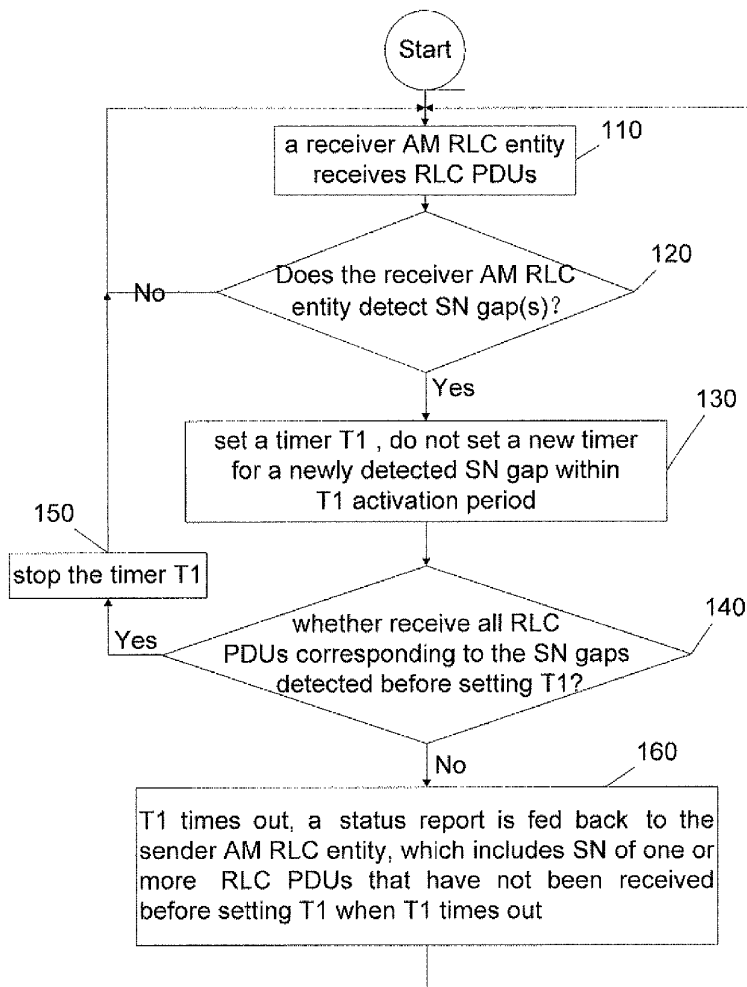 Start
a receiver AM RLC entity
receives RLC PDUs
110
Does the receiver AM RLC
entity detect SN gap(s)?
120
No
Yes
130
set a timer T1 , do not set a new timer
for a newly detected SN gap within
T1 activation period
150
stop the timer T1
Yes
whether receive all RLC
PDUs corresponding to the SN gaps
detected before setting T1?
140
No
160
T1 times out, a status report is fed back to the
sender AM RLC entity, which includes SN of one or
more RLC PDUs that have not been received
before setting T1 when T1 times out